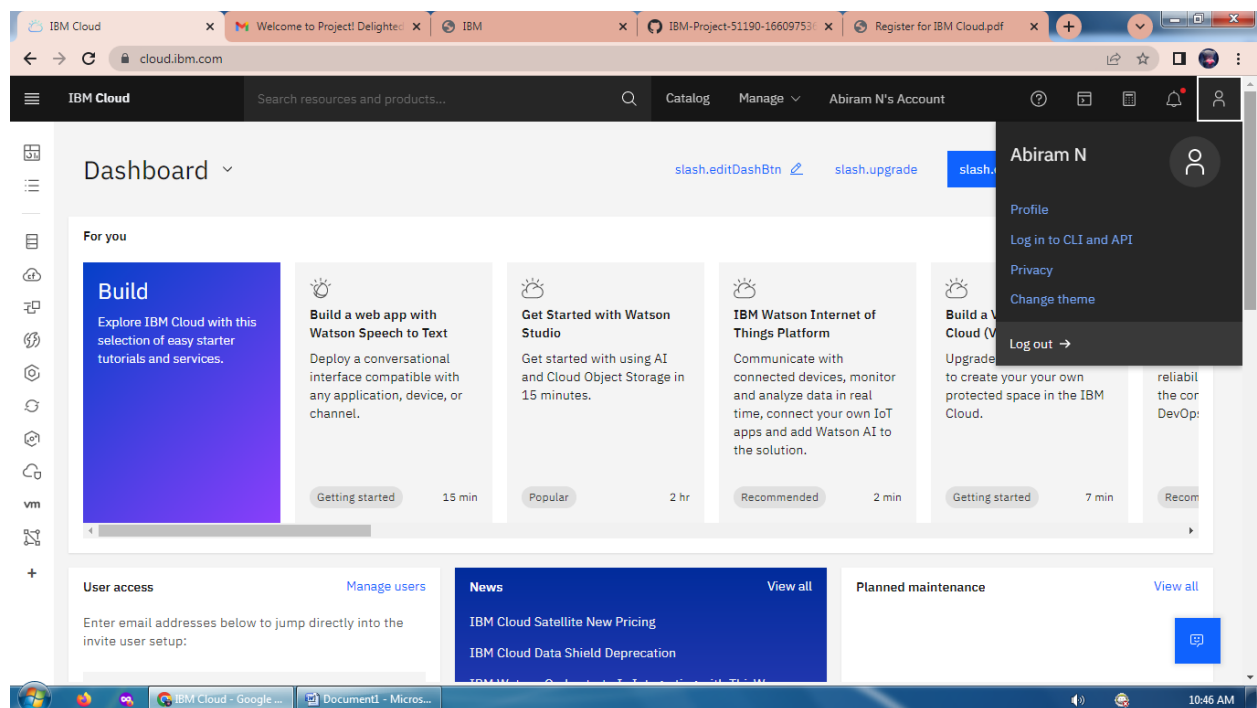 IBM Cloud
Welcome to Project! Delighted
IBM
IBM-Project-51190-166097536
Register for IBM Cloud.pdf
cloud.ibm.com
IBM Cloud
Search resources and products...
Catalog
Manage
Abiram N's Account
Dashboard
slash.editDashBtn
slash.upgrade
slash.
Abiram N
Profile
Log in to CLI and API
Privacy
Change theme
Log out →
For you
Build
Explore IBM Cloud with this
selection of easy starter
tutorials and services.
Build a web app with
Watson Speech to Text
Deploy a conversational
interface compatible with
any application, device, or
channel.
Getting started
15 min
Get Started with Watson
Studio
Get started with using AI
and Cloud Object Storage in
15 minutes.
Popular
2 hr
IBM Watson Internet of
Things Platform
Communicate with
connected devices, monitor
and analyze data in real
time, connect your own IoT
apps and add Watson AI to
the solution.
Recommended
2 min
Build a V
Cloud (V
Upgrade
to create your your own
protected space in the IBM
Cloud.
Getting started
7 min
reliabil
the cor
DevOp
Recom
vm
User access
Manage users
Enter email addresses below to jump directly into the
invite user setup:
News
View all
IBM Cloud Satellite New Pricing
IBM Cloud Data Shield Deprecation
Planned maintenance
View all
IBM Cloud - Google ...
Document1 - Micros...
10:46 AM